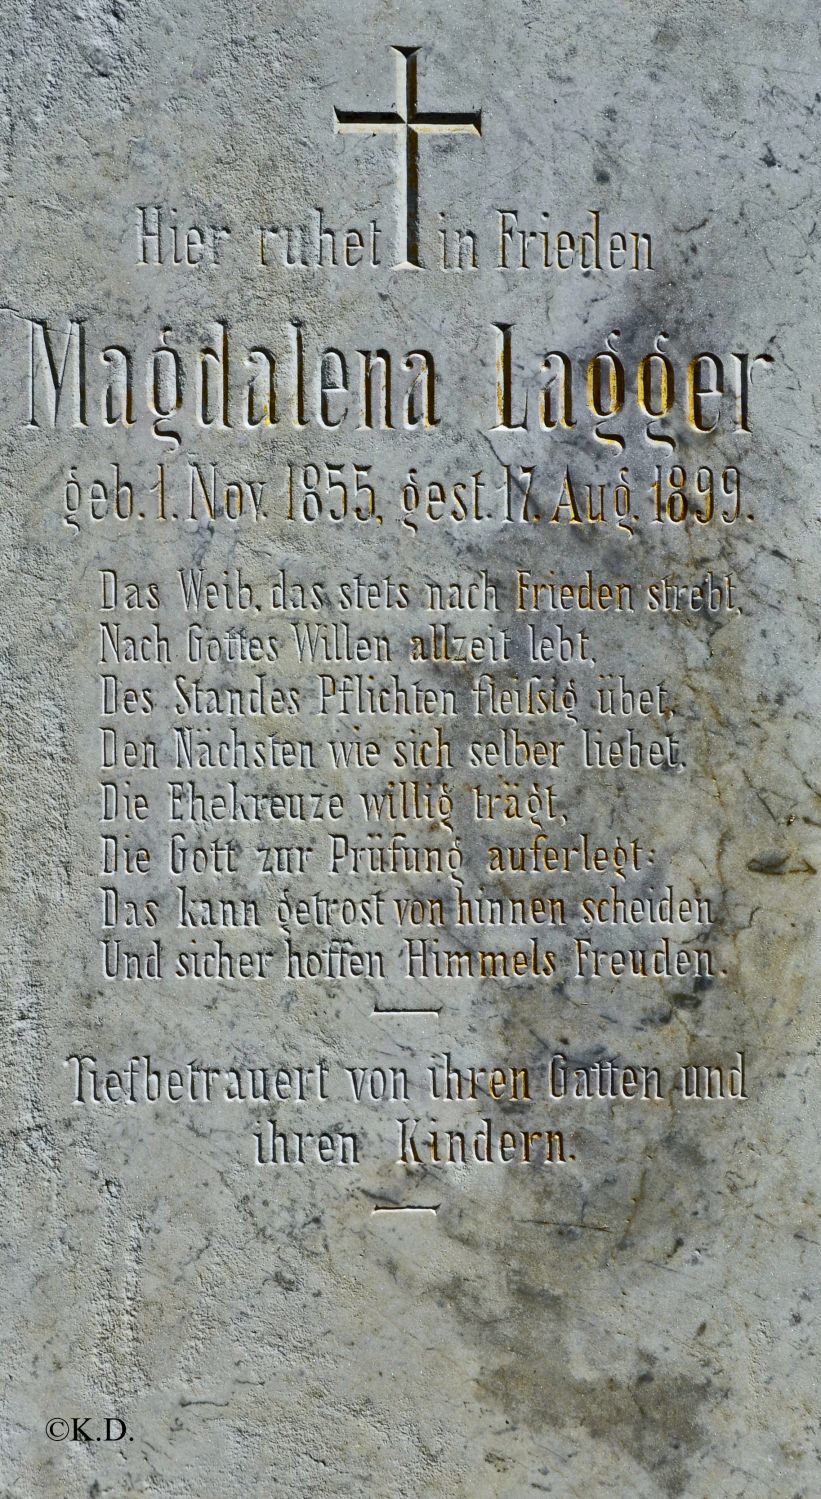 Hier ruhet in Frieden
Magdalena Lagger
geb. 1. Nov. 1855, gest. 17. Aug. 1899.
Das Weib, das stets nach Frieden strebt,
Nach Gottes Willen allzeit lebt,
Des Standes Pflichten fleiſsig übet,
Den Nächsten wie sich selber liebet,
Die Ehekreuze willig trägt,
Die Gott zur Prüfung auferlegt:
Das kann getrost von hinnen scheiden
Und sicher hoffen Himmels Freuden.
Tiefbetrauert von ihren Gatten und
ihren Kindern.
©K.D.